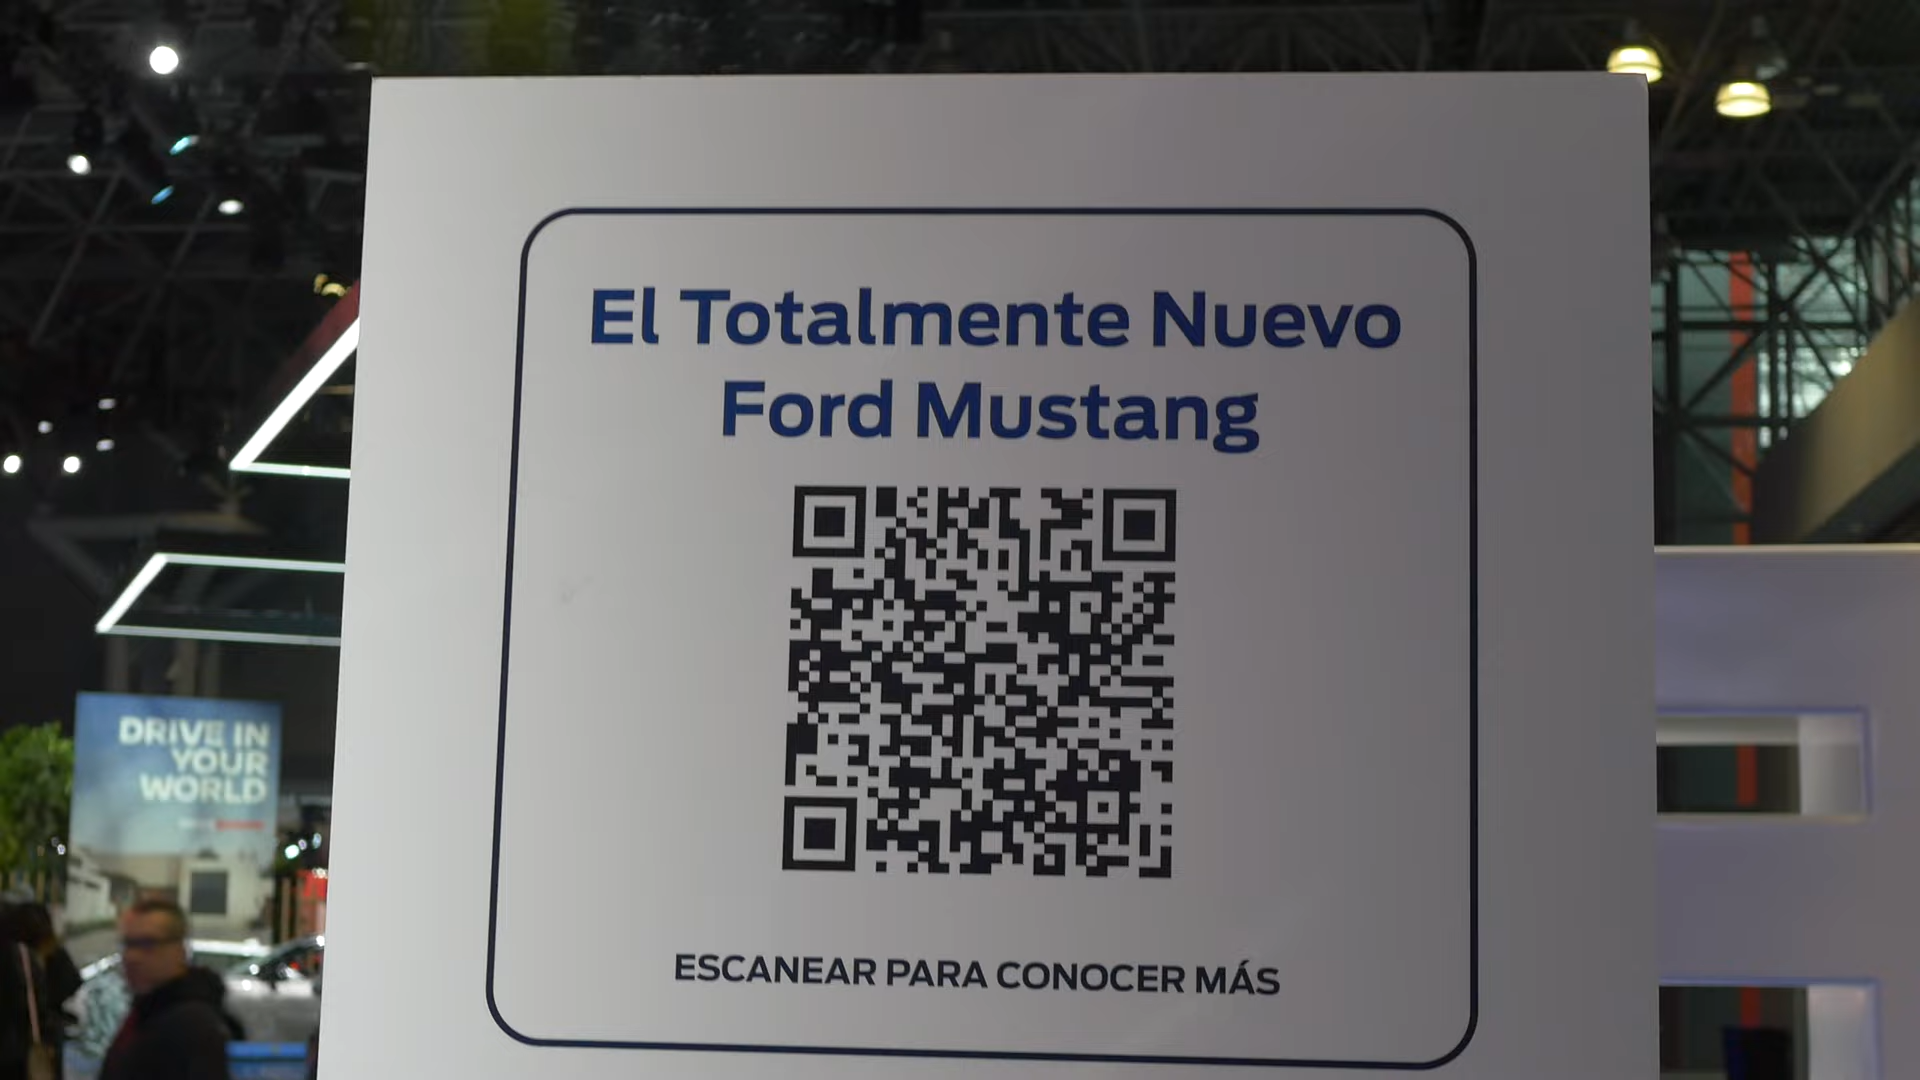 El Totalmente Nuevo
Ford Mustang
ESCANEAR PARA CONOCER MÁS
DRIVE IN
YOUR
WORLD